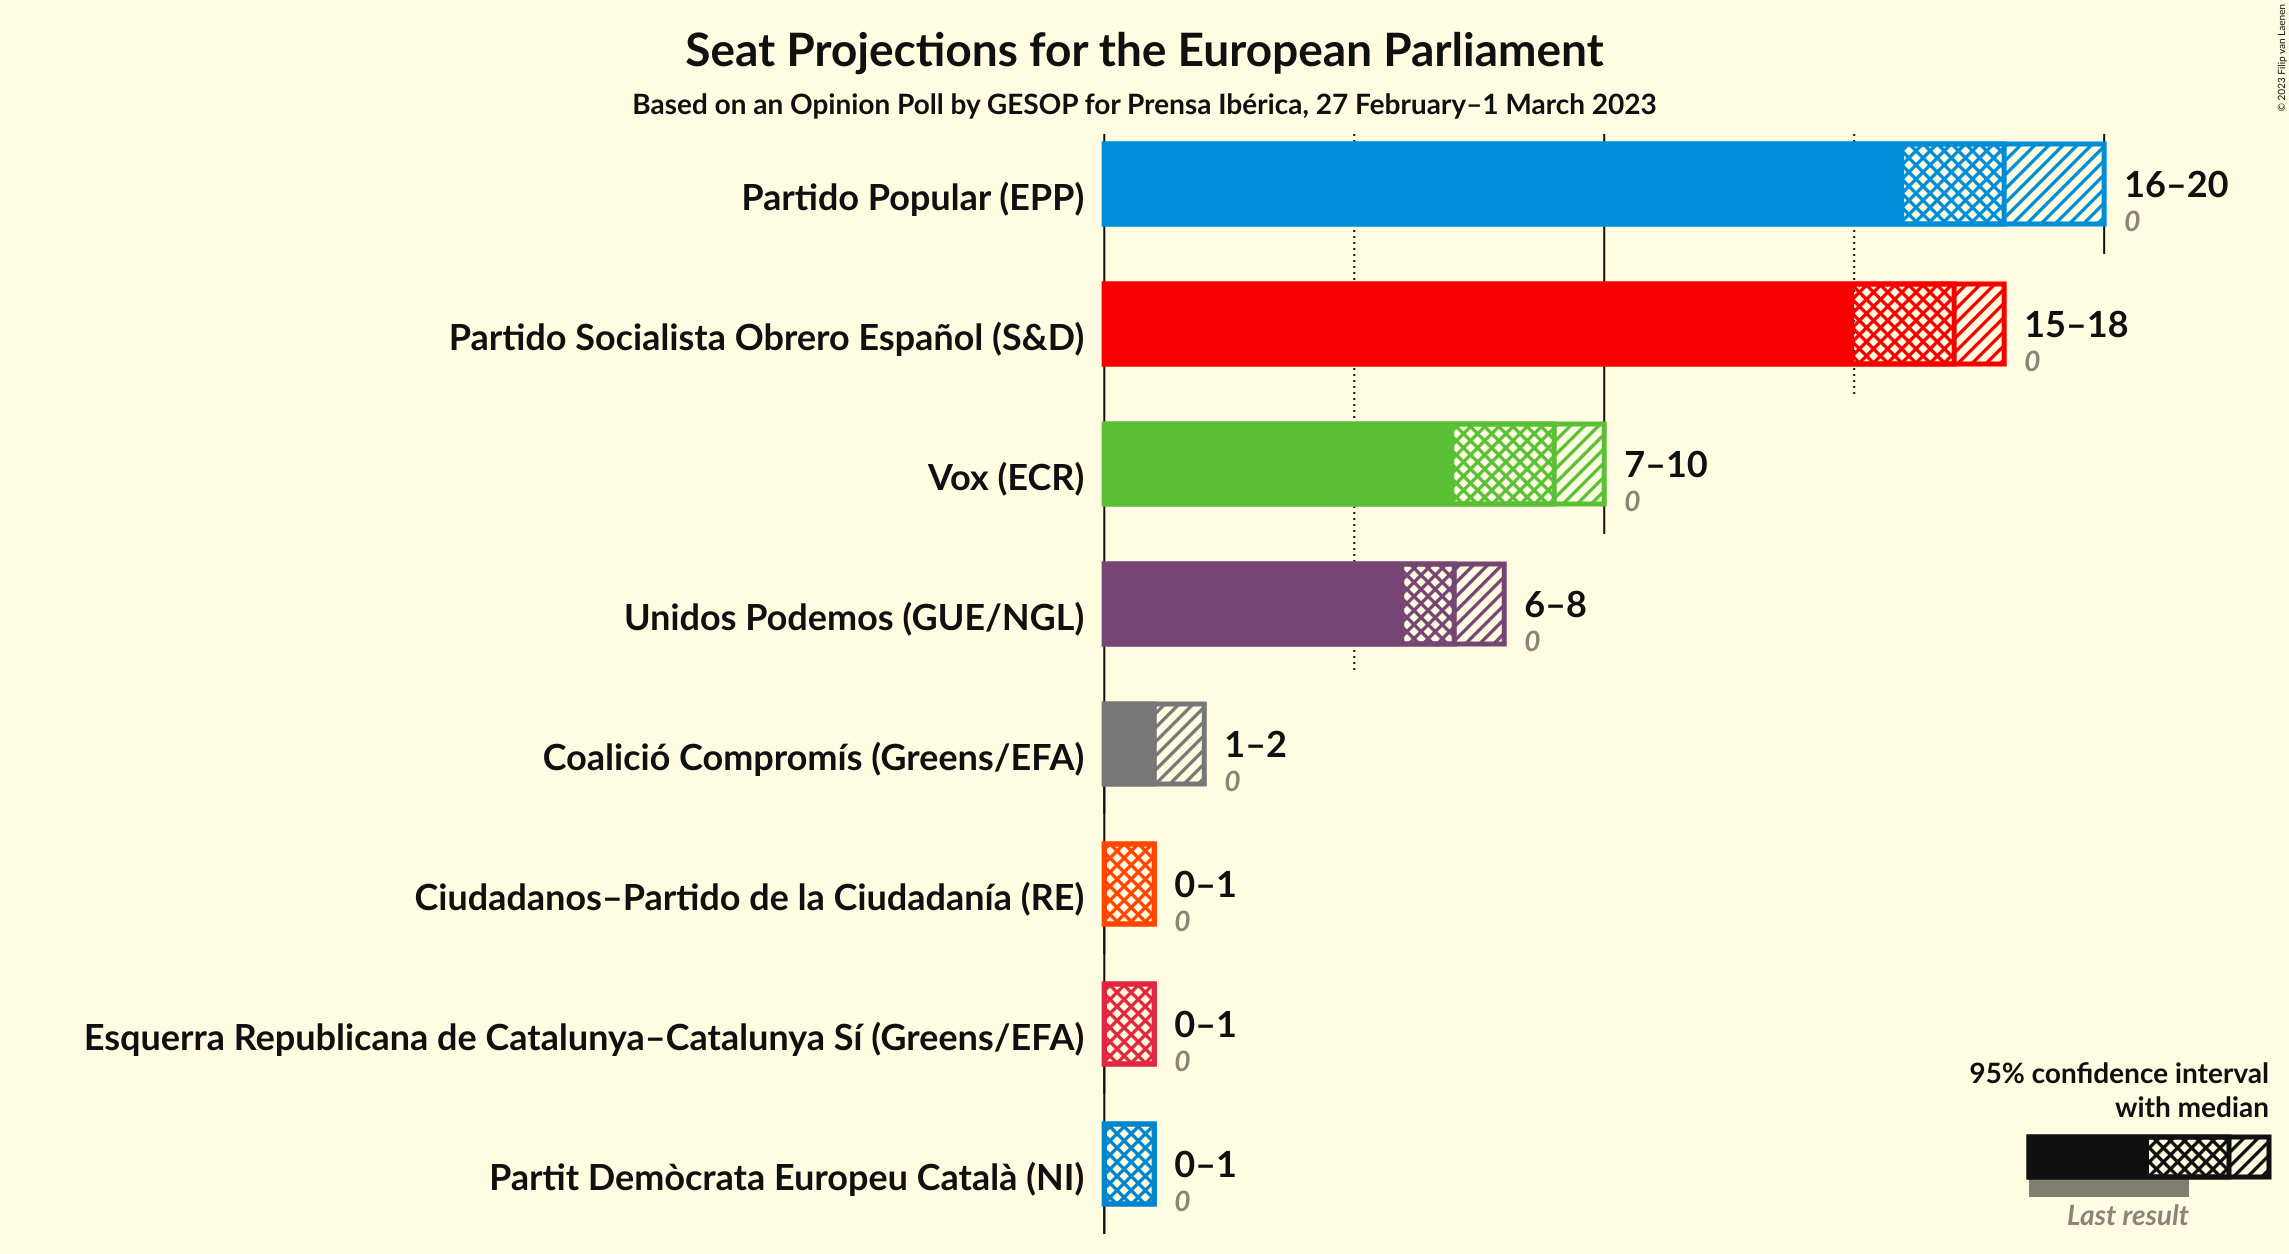 Seat Projections for the European Parliament
Based on an Opinion Poll by GESOP for Prensa Ibérica, 27 February–1 March 2023
© 2023 Filip van Laenen
Partido Popular (EPP)
16–20
0
Partido Socialista Obrero Español (S&D)
15–18
0
Vox (ECR)
7–10
0
Unidos Podemos (GUE/NGL)
6–8
0
Coalició Compromís (Greens/EFA)
1–2
0
Ciudadanos–Partido de la Ciudadanía (RE)
0–1
0
Esquerra Republicana de Catalunya–Catalunya Sí (Greens/EFA)
0–1
0
Partit Demòcrata Europeu Català (NI)
0–1
0
95% confidence interval
with median
Last result